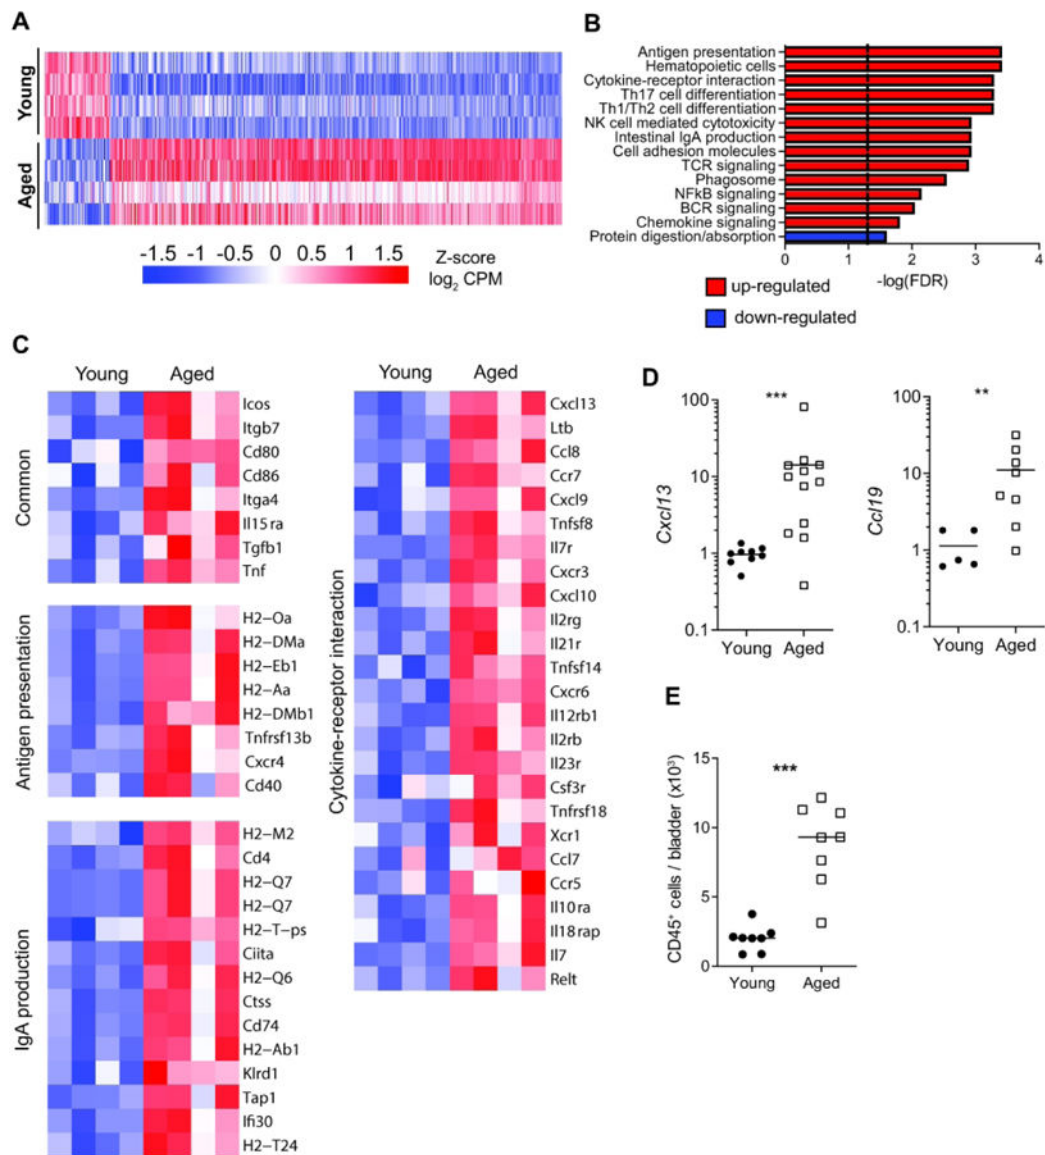 A
Young
Aged
-1.5 -1 -0.5 0 0.5 1 1.5
Z-score
log2 CPM
B
Antigen presentation
Hematopoietic cells
Cytokine-receptor interaction
Th17 cell differentiation
Th1/Th2 cell differentiation
NK cell mediated cytotoxicity
Intestinal IgA production
Cell adhesion molecules
TCR signaling
Phagosome
NFkB signaling
BCR signaling
Chemokine signaling
Protein digestion/absorption
0 1 2 3 4
-log(FDR)
up-regulated
down-regulated
C
Young Aged
Common
Icos
Itgb7
Cd80
Cd86
Itga4
Il15ra
Tgfb1
Tnf
Antigen presentation
H2-Oa
H2-DMa
H2-Eb1
H2-Aa
H2-DMb1
Tnfrsf13b
Cxcr4
Cd40
IgA production
H2-M2
Cd4
H2-Q7
H2-Q7
H2-T-ps
Ciita
H2-Q6
Ctss
Cd74
H2-Ab1
Klrd1
Tap1
Ifi30
H2-T24
Young Aged
Cytokine-receptor interaction
Cxcl13
Ltb
Ccl8
Ccr7
Cxcl9
Tnfsf8
Il7r
Cxcr3
Cxcl10
Il2rg
Il21r
Tnfsf14
Cxcr6
Il12rb1
Il2rb
Il23r
Csf3r
Tnfrsf18
Xcr1
Ccl7
Ccr5
Il10ra
Il18rap
Il7
Relt
D
Cxcl13
100
10
1
0.1
***
Young Aged
Ccl19
100
10
1
0.1
**
Young Aged
E
CD45+ cells / bladder (x10³)
15
10
5
0
***
Young Aged